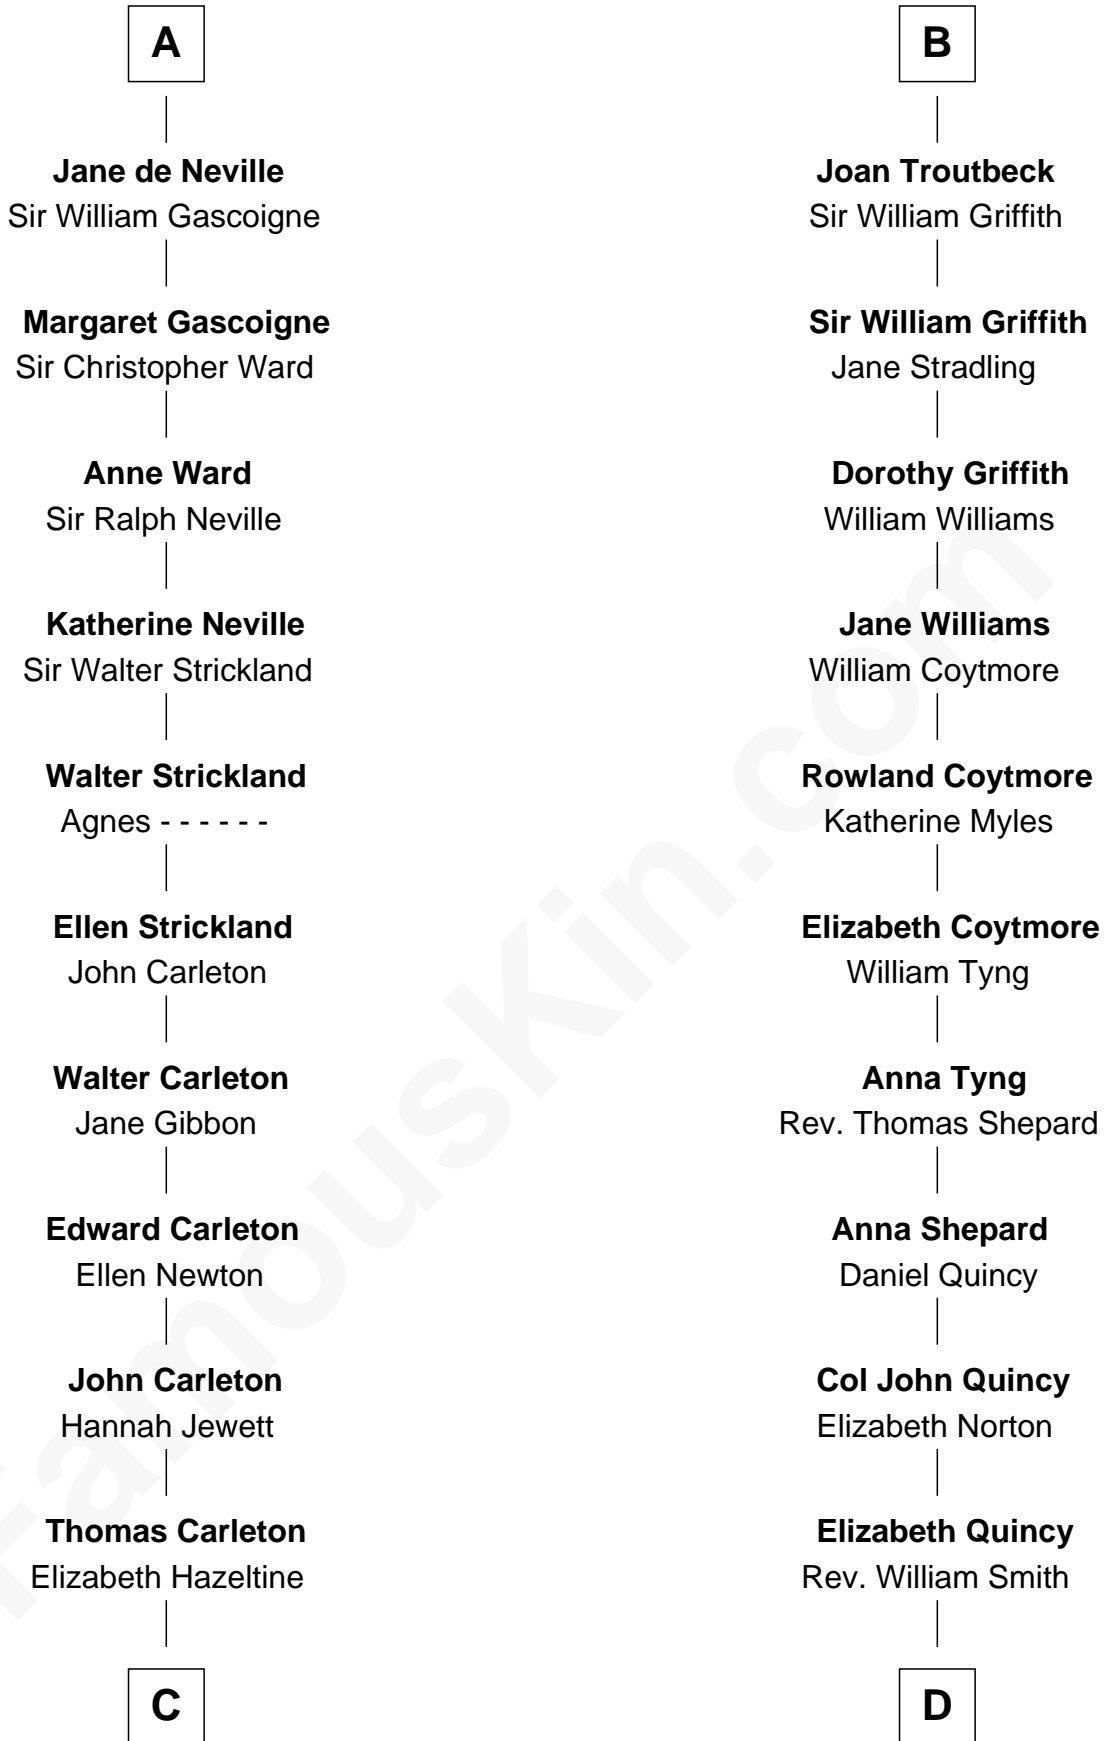 A
Jane de Neville
Sir William Gascoigne
Margaret Gascoigne
Sir Christopher Ward
Anne Ward
Sir Ralph Neville
Katherine Neville
Sir Walter Strickland
Walter Strickland
Agnes - - - - - -
Ellen Strickland
John Carleton
Walter Carleton
Jane Gibbon
Edward Carleton
Ellen Newton
John Carleton
Hannah Jewett
Thomas Carleton
Elizabeth Hazeltine
C
B
Joan Troutbeck
Sir William Griffith
Sir William Griffith
Jane Stradling
Dorothy Griffith
William Williams
Jane Williams
William Coytmore
Rowland Coytmore
Katherine Myles
Elizabeth Coytmore
William Tyng
Anna Tyng
Rev. Thomas Shepard
Anna Shepard
Daniel Quincy
Col John Quincy
Elizabeth Norton
Elizabeth Quincy
Rev. William Smith
D
FamousKin.com